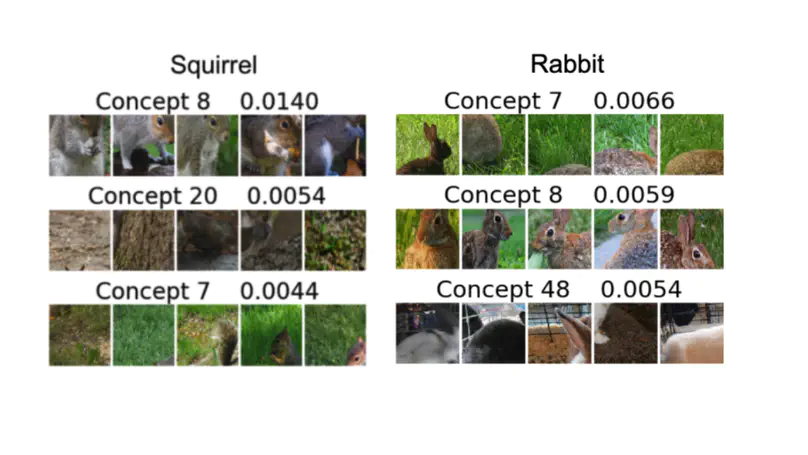 Squirrel
Concept 8 0.0140
Concept 20 0.0054
Concept 7 0.0044
Rabbit
Concept 7 0.0066
Concept 8 0.0059
Concept 48 0.0054